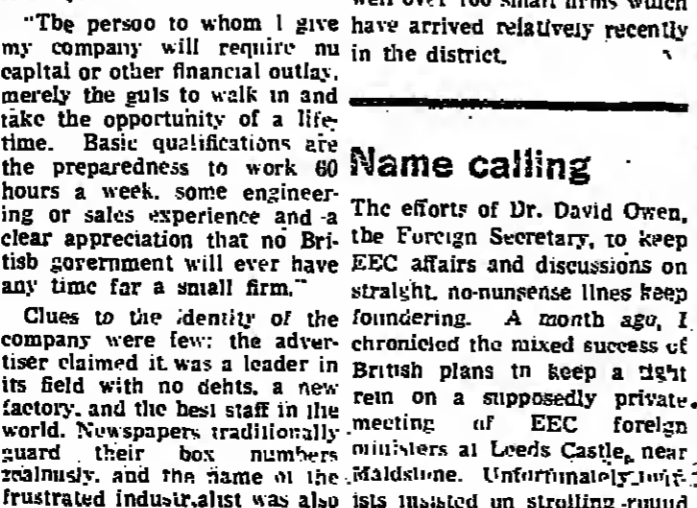 "The person to whom I give
my company will require no
capital or other financial outlay,
merely the guts to walk in and
take the opportunity of a life-
time. Basic qualifications are
the preparedness to work 60
hours a week, some engineer-
ing or sales experience and a
clear appreciation that no Bri-
tish government will ever have
any time for a small firm."
Clues to the identity of the
company were few: the adver-
tiser claimed it was a leader in
its field with no debts, a new
factory, and the best staff in the
world. Newspapers traditionally
guard their box numbers
zealously, and the name of the
frustrated industrialist was also
well over 100 small firms which
have arrived relatively recently
in the district.
Name calling
The efforts of Dr. David Owen,
the Foreign Secretary, to keep
EEC affairs and discussions on
straight, no-nonsense lines keep
foundering. A month ago, I
chronicled the mixed success of
British plans to keep a tight
rein on a supposedly private
meeting of EEC foreign
ministers at Leeds Castle, near
Maidstone. Unfortunately
ists insisted on strolling round